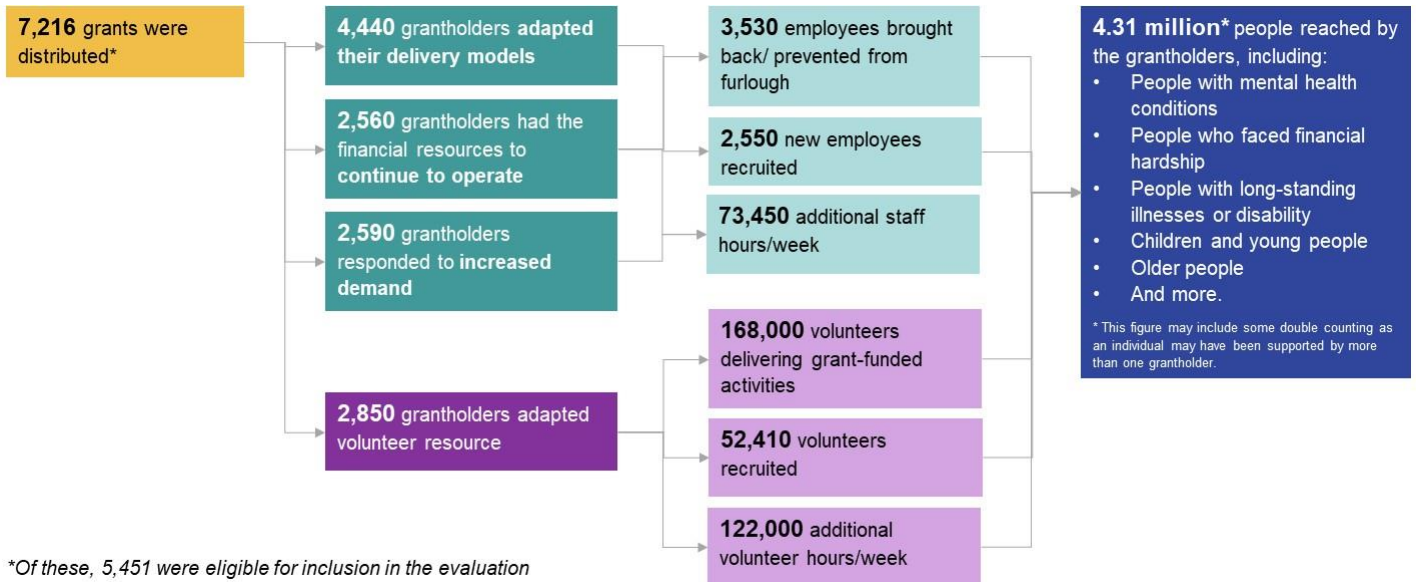 7,216 grants were
distributed*
4,440 grantholders adapted
their delivery models
2,560 grantholders had the
financial resources to
continue to operate
2,590 grantholders
responded to increased
demand
2,850 grantholders adapted
volunteer resource
3,530 employees brought
back/ prevented from
furlough
2,550 new employees
recruited
73,450 additional staff
hours/week
168,000 volunteers
delivering grant-funded
activities
52,410 volunteers
recruited
122,000 additional
volunteer hours/week
4.31 million* people reached by
the grantholders, including:
• People with mental health
conditions
• People who faced financial
hardship
• People with long-standing
illnesses or disability
• Children and young people
• Older people
• And more.
* This figure may include some double counting as
an individual may have been supported by more
than one grantholder.
*Of these, 5,451 were eligible for inclusion in the evaluation